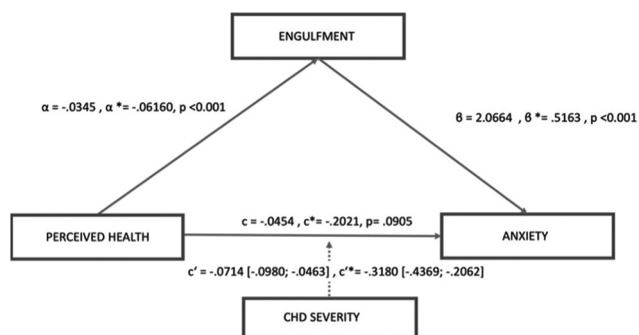 ENGULFMENT
α = -.0345 , α *= -.06160, p <0.001
β = 2.0664 , β *= .5163 , p <0.001
c = -.0454 , c*= -.2021, p= .0905
PERCEIVED HEALTH
ANXIETY
c' = -.0714 [-.0980; -.0463] , c'*= -.3180 [-.4369; -.2062]
CHD SEVERITY